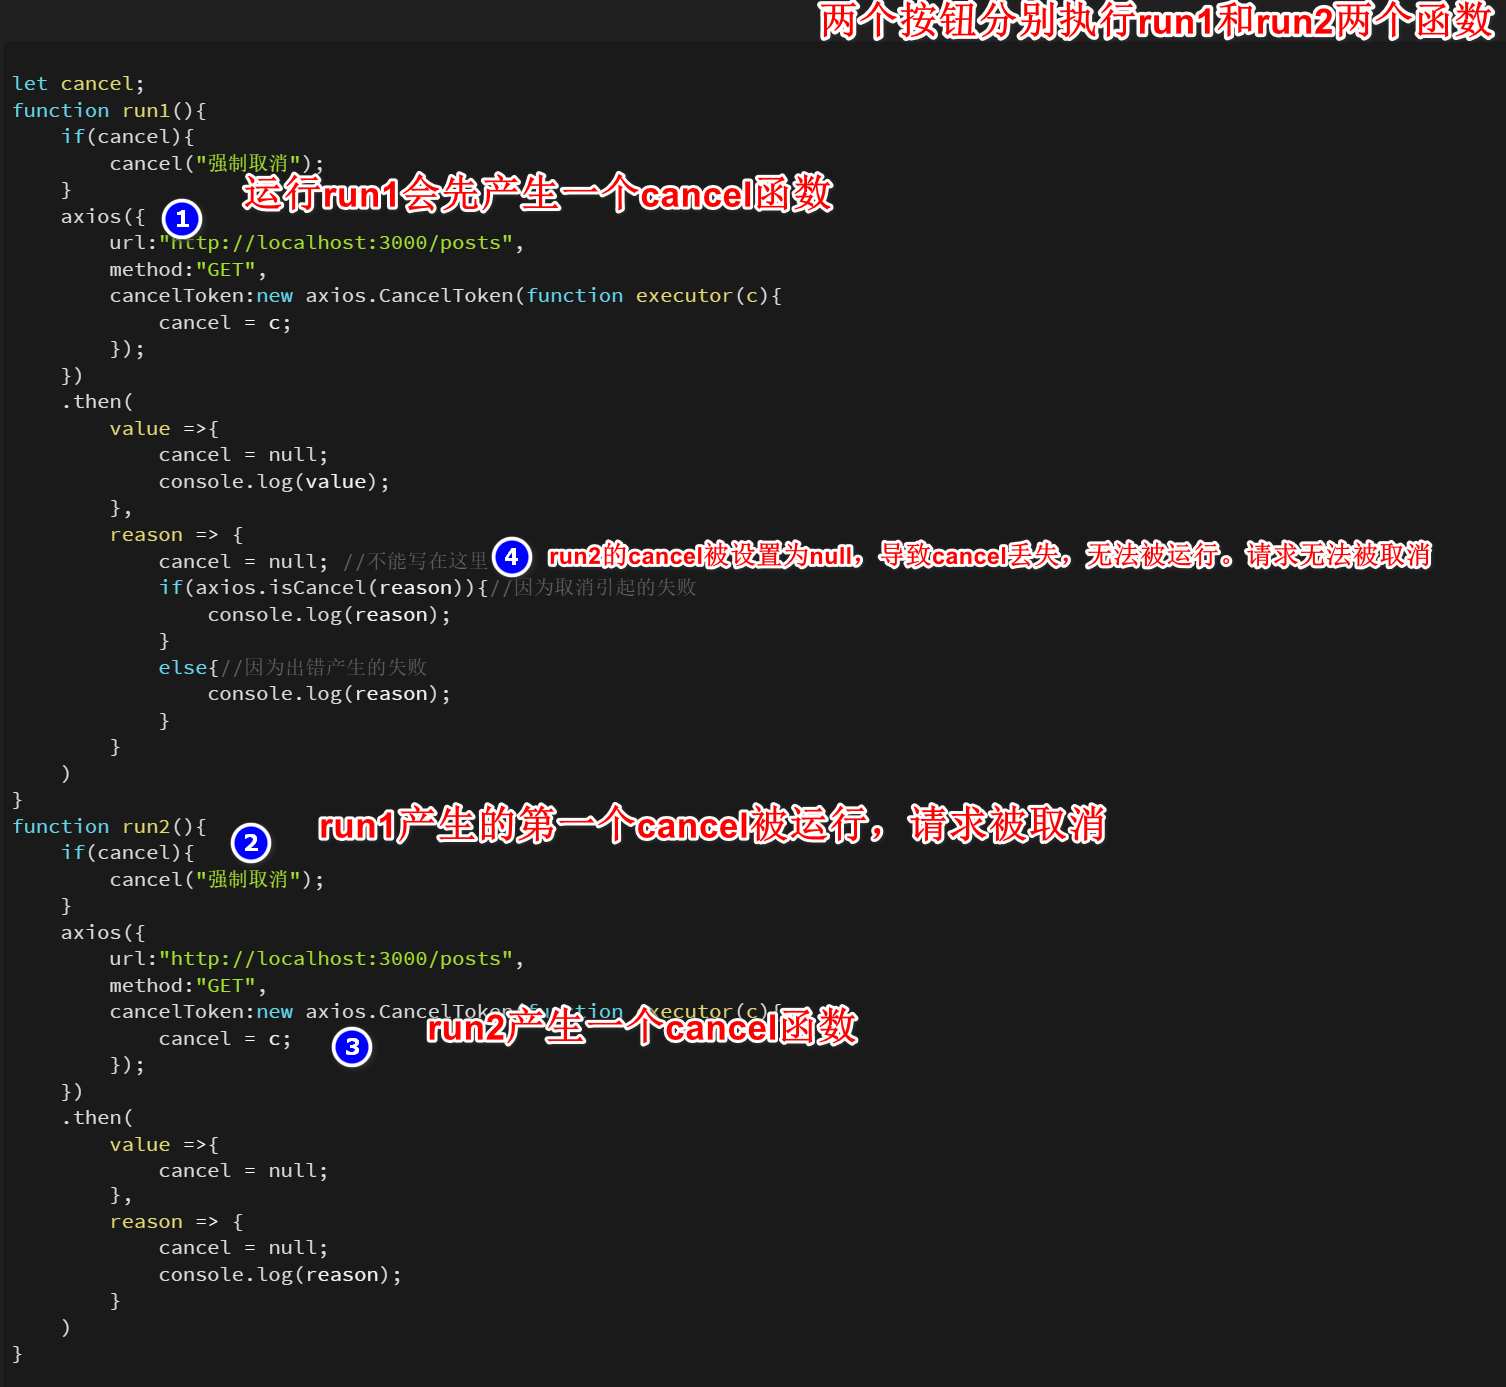 两个按钮分别执行run1和run2两个函数
let cancel;
function run1(){
    if(cancel){
        cancel("强制取消");
    }
运行run1会先产生一个cancel函数
    axios({
1
        url:"http://localhost:3000/posts",
        method:"GET",
        cancelToken:new axios.CancelToken(function executor(c){
            cancel = c;
        });
    })
    .then(
        value =>{
            cancel = null;
            console.log(value);
        },
        reason => {
            cancel = null; //不能写在这里
4
run2的cancel被设置为null，导致cancel丢失，无法被运行。请求无法被取消
            if(axios.isCancel(reason)){//因为取消引起的失败
                console.log(reason);
            }
            else{//因为出错产生的失败
                console.log(reason);
            }
        }
    )
}
function run2(){
run1产生的第一个cancel被运行，请求被取消
2
    if(cancel){
        cancel("强制取消");
    }
    axios({
        url:"http://localhost:3000/posts",
        method:"GET",
        cancelToken:new axios.CancelToken(function executor(c){
run2产生一个cancel函数
            cancel = c;
3
        });
    })
    .then(
        value =>{
            cancel = null;
        },
        reason => {
            cancel = null;
            console.log(reason);
        }
    )
}